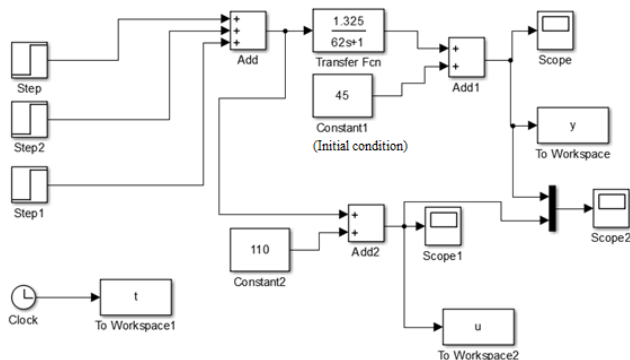 Step
Step2
Step1
+
+
+
Add
1.325
62s+1
Transfer Fcn
45
Constant1
(Initial condition)
+
+
Add1
Scope
y
To Workspace
Scope2
+
+
Add2
110
Constant2
Scope1
Clock
t
To Workspace1
u
To Workspace2